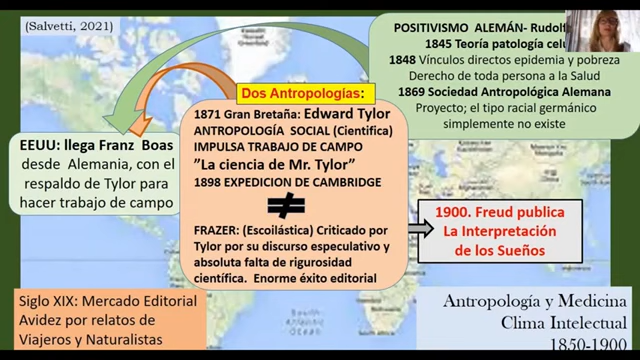 (Salvetti, 2021)
POSITIVISMO ALEMÁN- Rudolf
1845 Teoría patología celu
1848 Vínculos directos epidemia y pobreza
Derecho de toda persona a la Salud
1869 Sociedad Antropológica Alemana
Proyecto; el tipo racial germánico
simplemente no existe
Dos Antropologías:
1871 Gran Bretaña: Edward Tylor
ANTROPOLOGÍA SOCIAL (Cientifica)
IMPULSA TRABAJO DE CAMPO
"La ciencia de Mr. Tylor"
1898 EXPEDICION DE CAMBRIDGE
≠
FRAZER: (Escoilástica) Criticado por
Tylor por su discurso especulativo y
absoluta falta de rigurosidad
científica. Enorme éxito editorial
EEUU: llega Franz Boas
desde Alemania, con el
respaldo de Tylor para
hacer trabajo de campo
1900. Freud publica
La Interpretación
de los Sueños
Siglo XIX: Mercado Editorial
Avidez por relatos de
Viajeros y Naturalistas
Antropología y Medicina
Clima Intelectual
1850-1900